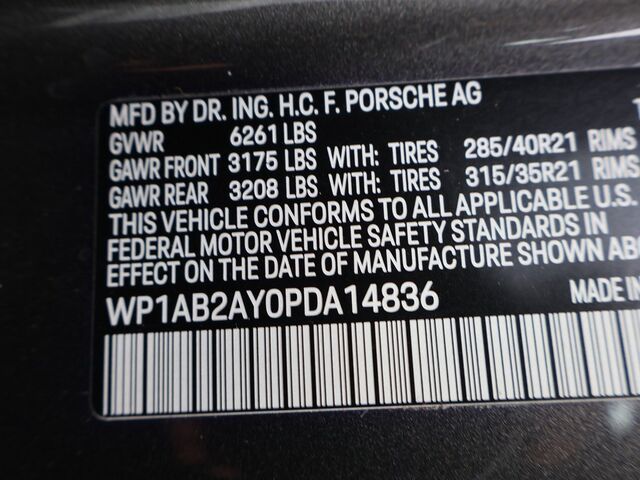 MFD BY DR. ING. H.C. F. PORSCHE AG
GVWR 6261 LBS
GAWR FRONT 3175 LBS WITH: TIRES 285/40R21 RIMS
GAWR REAR 3208 LBS WITH: TIRES 315/35R21 RIMS
THIS VEHICLE CONFORMS TO ALL APPLICABLE U.S.
FEDERAL MOTOR VEHICLE SAFETY STANDARDS IN
EFFECT ON THE DATE OF MANUFACTURE SHOWN ABO
WP1AB2AY0PDA14836
MADE IN